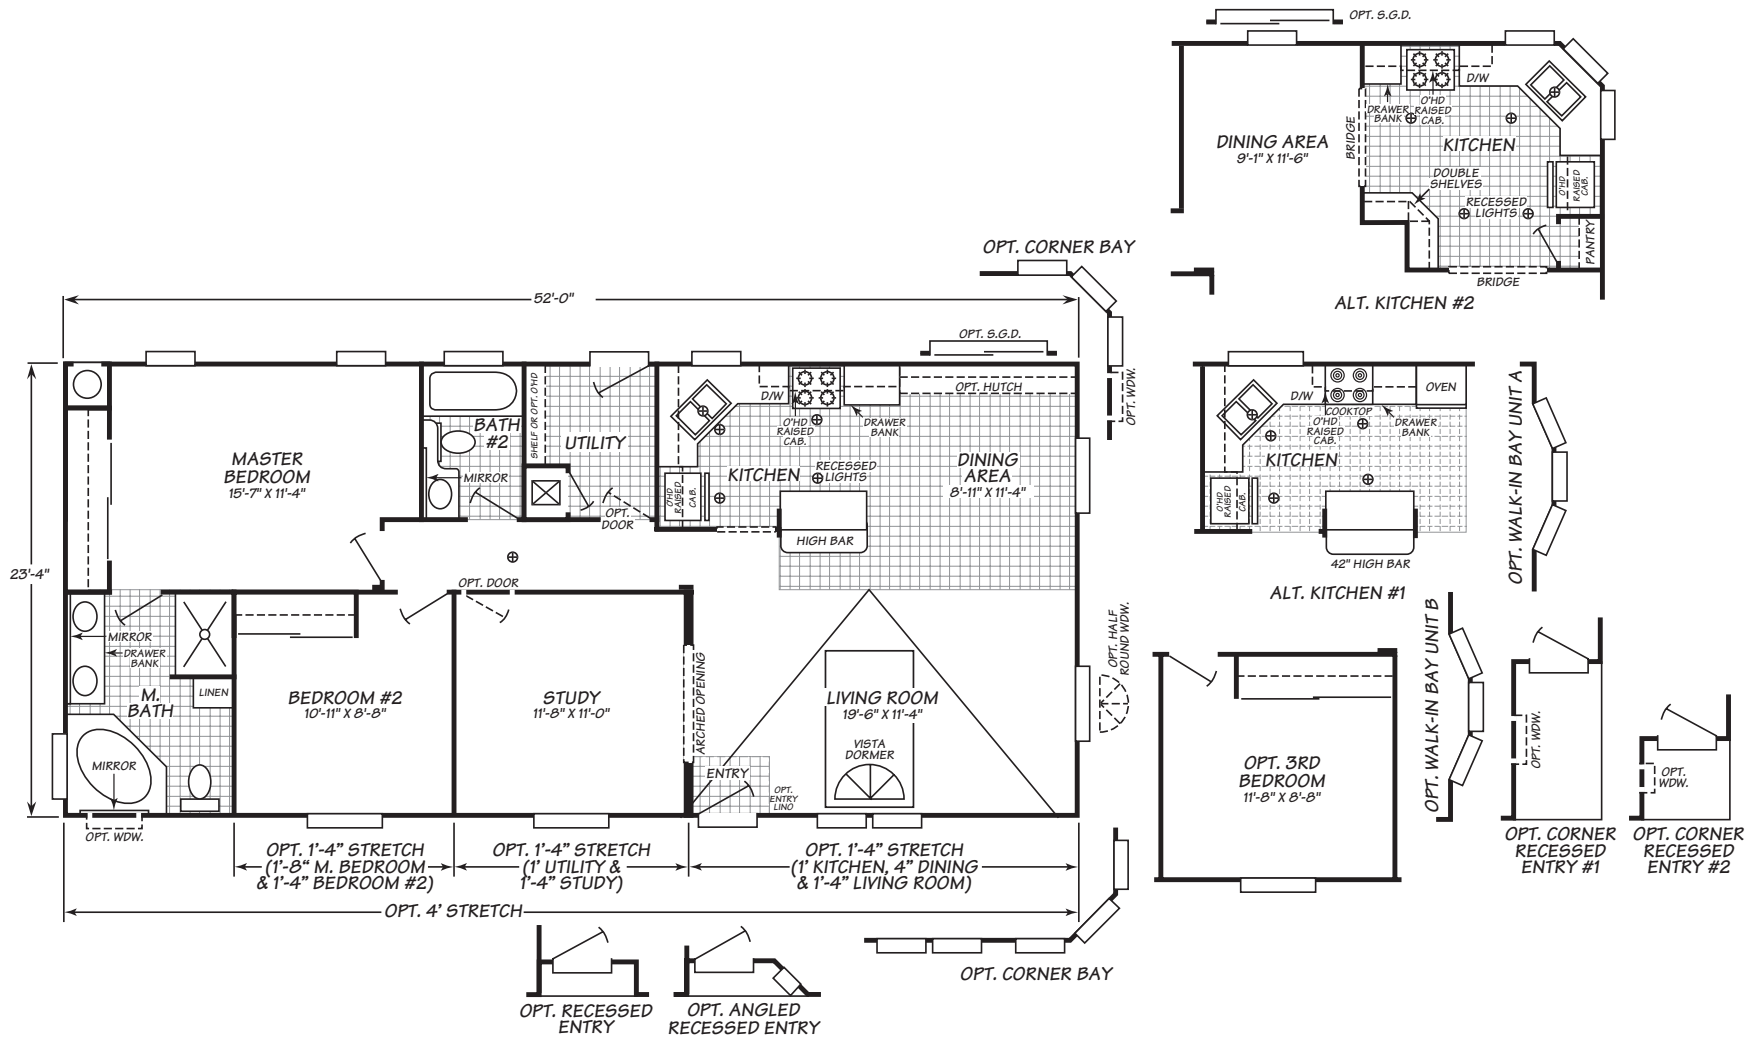 OPT. S.G.D.
D/W
DRAWER
BANK
O'HD
RAISED
CAB.
BRIDGE
DINING AREA
9'-1" X 11'-6"
KITCHEN
DOUBLE
SHELVES
O'HD
RAISED
CAB.
RECESSED
LIGHTS
PANTRY
BRIDGE
ALT. KITCHEN #2
OPT. CORNER BAY
52'-0"
OPT. S.G.D.
OPT. WDW.
23'-4"
MASTER
BEDROOM
15'-7" X 11'-4"
BATH
#2
MIRROR
SHELF OR OPT. O'HD
UTILITY
OPT.
DOOR
D/W
O'HD
RAISED
CAB.
DRAWER
BANK
OPT. HUTCH
KITCHEN
RECESSED
LIGHTS
O'HD
RAISED
CAB.
DINING
AREA
8'-11" X 11'-4"
HIGH BAR
OPT. DOOR
MIRROR
DRAWER
BANK
LINEN
M.
BATH
MIRROR
OPT. WDW.
BEDROOM #2
10'-11" X 8'-8"
STUDY
11'-8" X 11'-0"
ARCHED OPENING
ENTRY
OPT.
ENTRY
LINO
LIVING ROOM
19'-6" X 11'-4"
VISTA
DORMER
OPT. HALF
ROUND WDW.
D/W
COOKTOP
O'HD
RAISED
CAB.
DRAWER
BANK
OVEN
KITCHEN
O'HD
RAISED
CAB.
42" HIGH BAR
ALT. KITCHEN #1
OPT. WALK-IN BAY UNIT A
OPT. WALK-IN BAY UNIT B
OPT. 3RD
BEDROOM
11'-8" X 8'-8"
OPT. WDW.
OPT. CORNER
RECESSED
ENTRY #1
OPT.
WDW.
OPT. CORNER
RECESSED
ENTRY #2
OPT. 1'-4” STRETCH
(1'-8“ M. BEDROOM
& 1'-4” BEDROOM #2)
OPT. 1'-4” STRETCH
(1' UTILITY &
1'-4” STUDY)
OPT. 1'-4” STRETCH
(1' KITCHEN, 4” DINING
& 1'-4” LIVING ROOM)
OPT. 4' STRETCH
OPT. RECESSED
ENTRY
OPT. ANGLED
RECESSED ENTRY
OPT. CORNER BAY